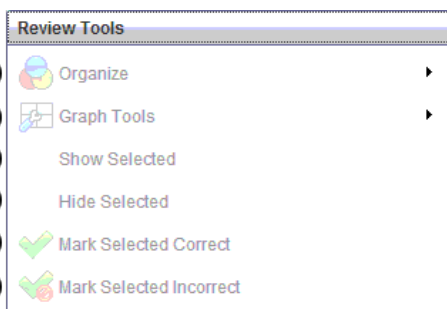 Review Tools
Organize
Graph Tools
Show Selected
Hide Selected
Mark Selected Correct
Mark Selected Incorrect